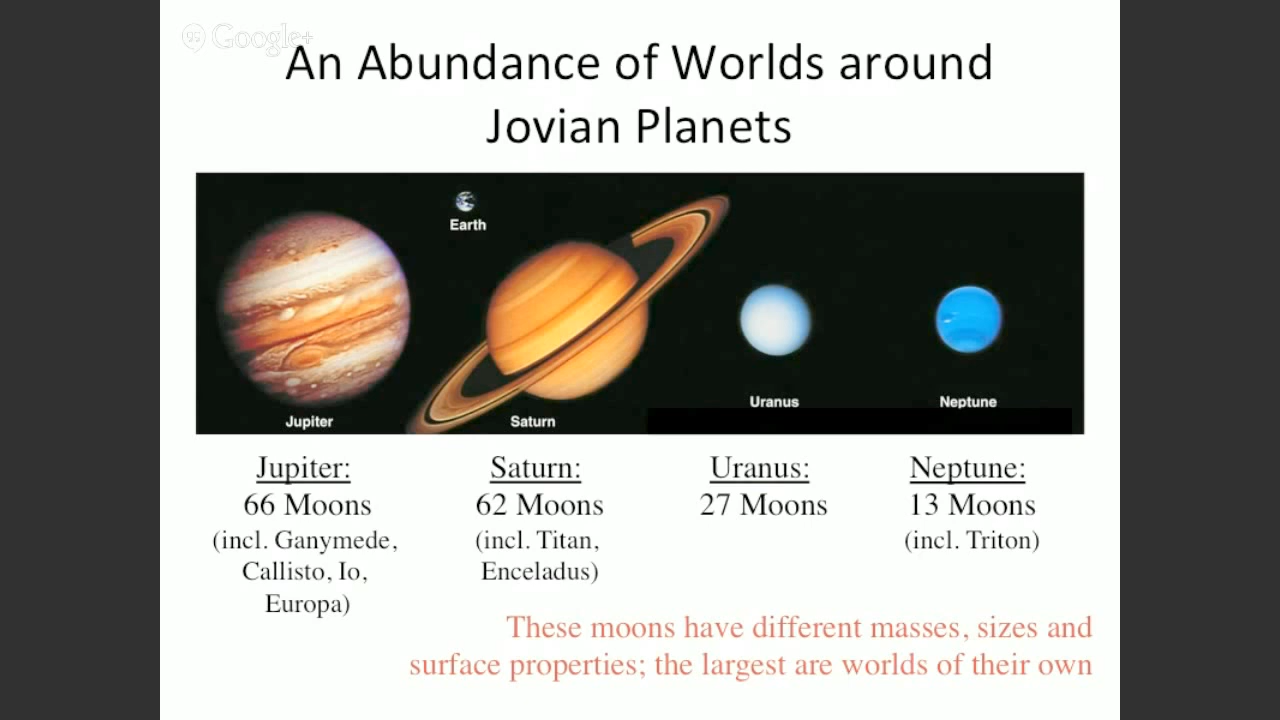 Google+
An Abundance of Worlds around
Jovian Planets
Earth
Jupiter
Saturn
Uranus
Neptune
Jupiter:
66 Moons
(incl. Ganymede,
Callisto, Io,
Europa)
Saturn:
62 Moons
(incl. Titan,
Enceladus)
Uranus:
27 Moons
Neptune:
13 Moons
(incl. Triton)
These moons have different masses, sizes and
surface properties; the largest are worlds of their own